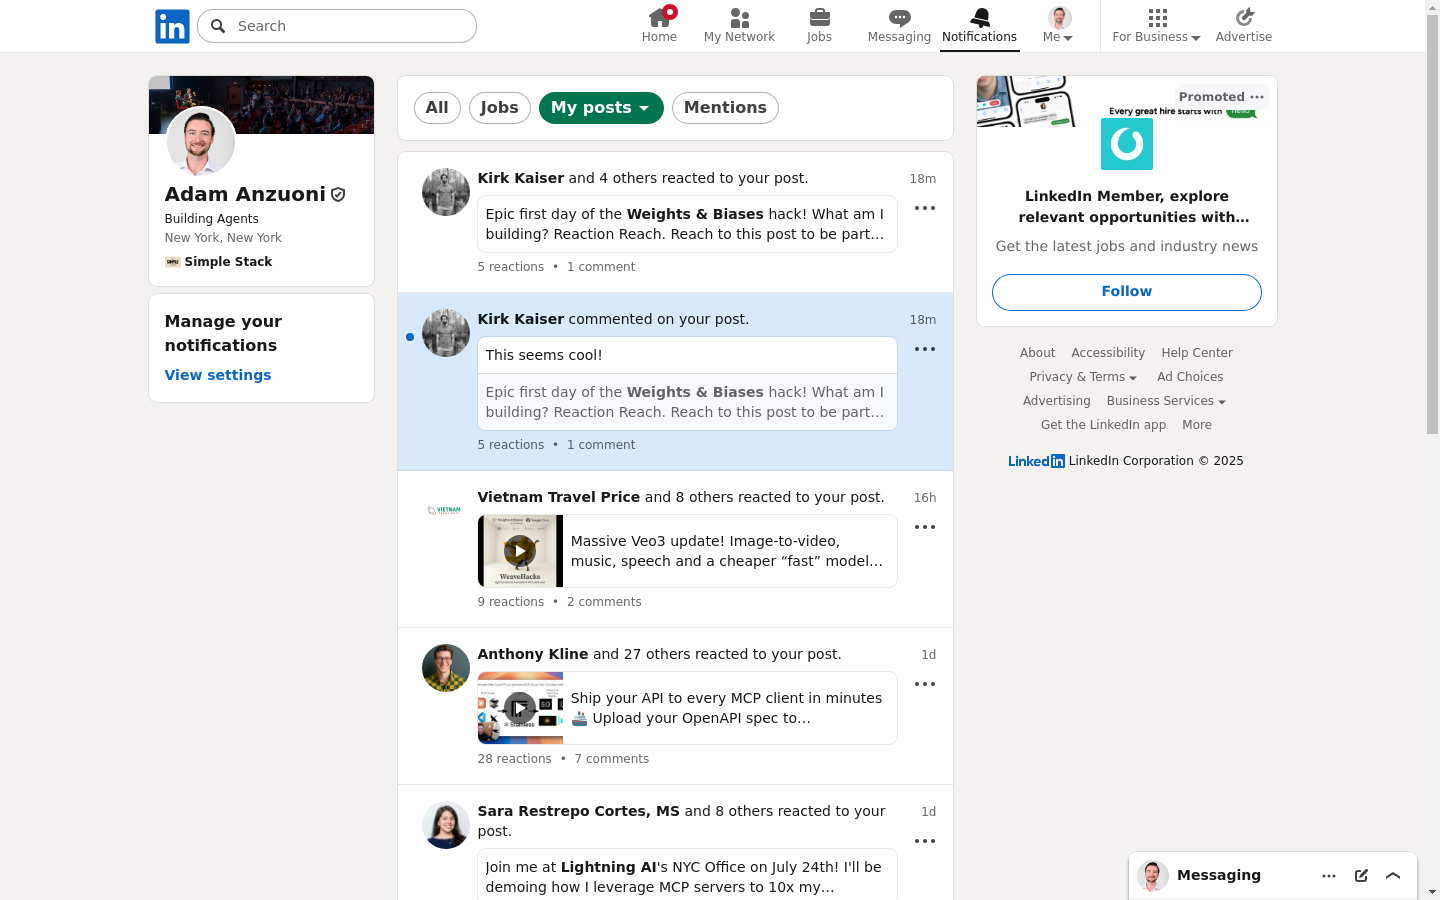 in
Search
Home
My Network
Jobs
Messaging
Notifications
Me
For Business
Advertise
Adam Anzuoni
Building Agents
New York, New York
Simple Stack
Manage your
notifications
View settings
All
Jobs
My posts
Mentions
Kirk Kaiser and 4 others reacted to your post.
18m
Epic first day of the Weights & Biases hack! What am I
building? Reaction Reach. Reach to this post to be part…
5 reactions • 1 comment
Kirk Kaiser commented on your post.
18m
This seems cool!
Epic first day of the Weights & Biases hack! What am I
building? Reaction Reach. Reach to this post to be part…
5 reactions • 1 comment
VIETNAM
Vietnam Travel Price and 8 others reacted to your post.
16h
WeaveHacks
Massive Veo3 update! Image-to-video,
music, speech and a cheaper “fast” model…
9 reactions • 2 comments
Anthony Kline and 27 others reacted to your post.
1d
Ship your API to every MCP client in minutes
🚢 Upload your OpenAPI spec to…
28 reactions • 7 comments
Sara Restrepo Cortes, MS and 8 others reacted to your
post.
1d
Join me at Lightning AI's NYC Office on July 24th! I'll be
demoing how I leverage MCP servers to 10x my…
Promoted
Every great hire starts with
LinkedIn Member, explore
relevant opportunities with…
Get the latest jobs and industry news
Follow
About Accessibility Help Center
Privacy & Terms Ad Choices
Advertising Business Services
Get the LinkedIn app More
LinkedIn LinkedIn Corporation © 2025
Messaging